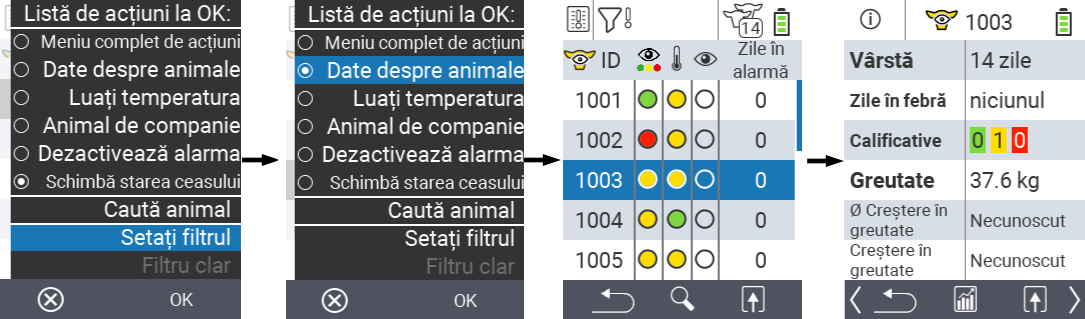 Listă de acțiuni la OK:
Meniu complet de acțiuni
Date despre animale
Luați temperatura
Animal de companie
Dezactivează alarma
Schimbă starea ceasului
Caută animal
Setați filtrul
Filtru clar
OK
Listă de acțiuni la OK:
Meniu complet de acțiuni
Date despre animale
Luați temperatura
Animal de companie
Dezactivează alarma
Schimbă starea ceasului
Caută animal
Setați filtrul
Filtru clar
OK
14
ID Zile în
alarmă
1001 0
1002 0
1003 0
1004 0
1005 0
1003
Vârstă 14 zile
Zile în febră niciunul
Calificative 0 1 0
Greutate 37.6 kg
Ø Creștere în
greutate Necunoscut
Creștere în
greutate Necunoscut